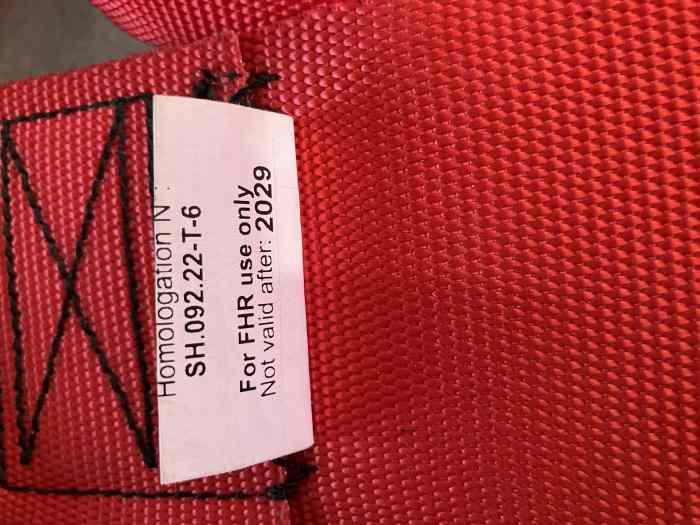 Homologation N°:
SH.092.22-T-6
For FHR use only
Not valid after: 2029